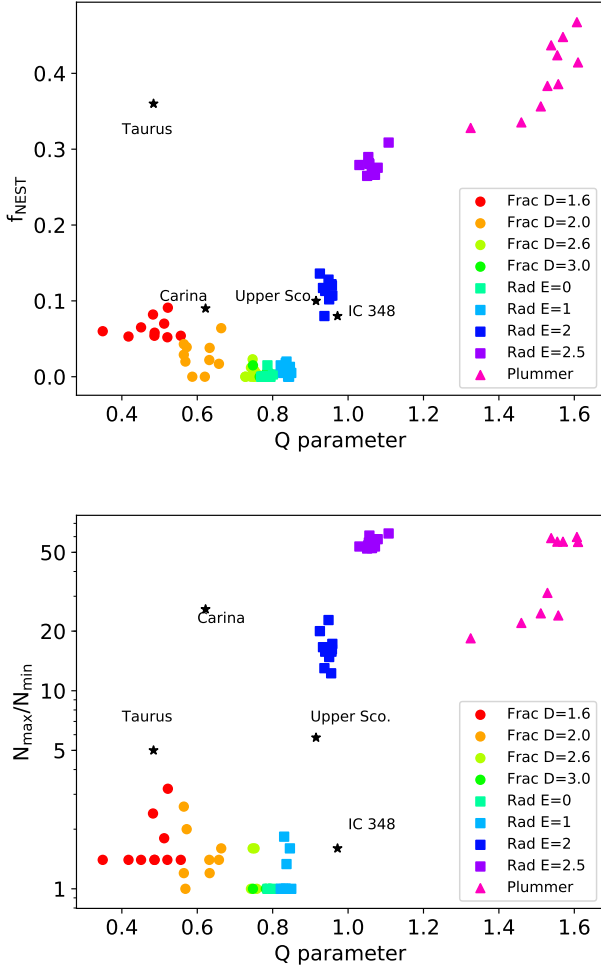 0.4
0.3
0.2
0.1
0.0
f_NEST
Taurus
Carina
Upper Sco.
IC 348
Frac D=1.6
Frac D=2.0
Frac D=2.6
Frac D=3.0
Rad E=0
Rad E=1
Rad E=2
Rad E=2.5
Plummer
0.4 0.6 0.8 1.0 1.2 1.4 1.6
Q parameter
50
20
10
5
1
N_max/N_min
Carina
Taurus
Upper Sco.
IC 348
Frac D=1.6
Frac D=2.0
Frac D=2.6
Frac D=3.0
Rad E=0
Rad E=1
Rad E=2
Rad E=2.5
Plummer
0.4 0.6 0.8 1.0 1.2 1.4 1.6
Q parameter